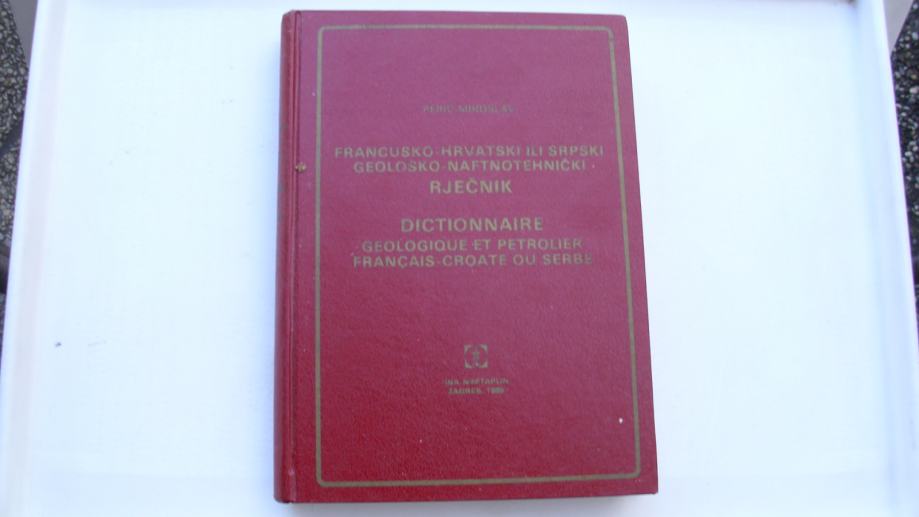 PERIĆ MIROSLAV
FRANCUSKO-HRVATSKI ILI SRPSKI
GEOLOŠKO-NAFTNOTEHNIČKI
RJEČNIK
DICTIONNAIRE
GEOLOGIQUE ET PETROLIER
FRANÇAIS-CROATE OU SERBE
INA NAFTAPLIN
ZAGREB,